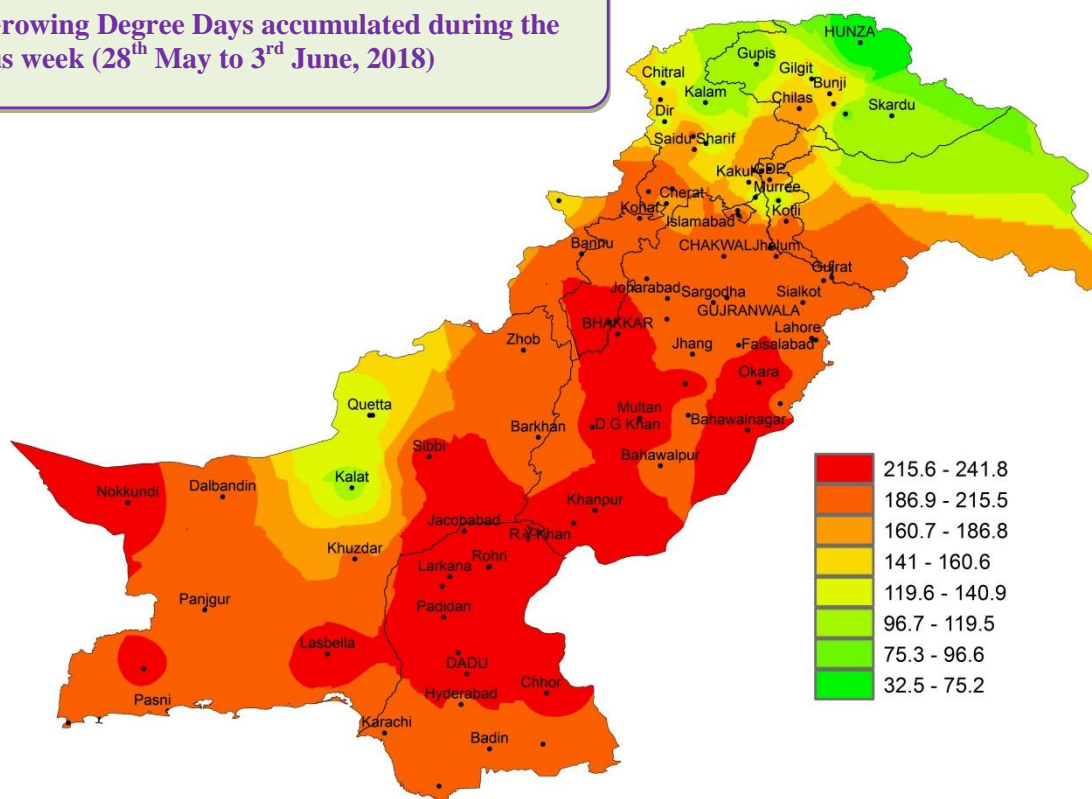 rowing Degree Days accumulated during the
us week (28th May to 3rd June, 2018)
HUNZA
Gupis
Gilgit
Chitral
Bunji
Kalam
Chilas
Skardu
Dir
Saidu Sharif
Murree
Cherat
Kohat
Kotli
Islamabad
Bannu
CHAKWAL
Jhelum
Gujrat
Joharabad
Sargodha
Sialkot
GUJRANWALA
BHAKKAR
Lahore
Zhob
Jhang
Faisalabad
Okara
Quetta
Multan
D G Khan
Bahawalnagar
Barkhan
Sibbi
Bahawalpur
Kalat
Nokkundi
Dalbandin
Khanpur
Jacobabad
Khuzdar
Rohri
Larkana
Panjgur
Padidan
Lasbella
DADU
Chhor
Pasni
Hyderabad
Karachi
Badin
215.6 - 241.8
186.9 - 215.5
160.7 - 186.8
141 - 160.6
119.6 - 140.9
96.7 - 119.5
75.3 - 96.6
32.5 - 75.2